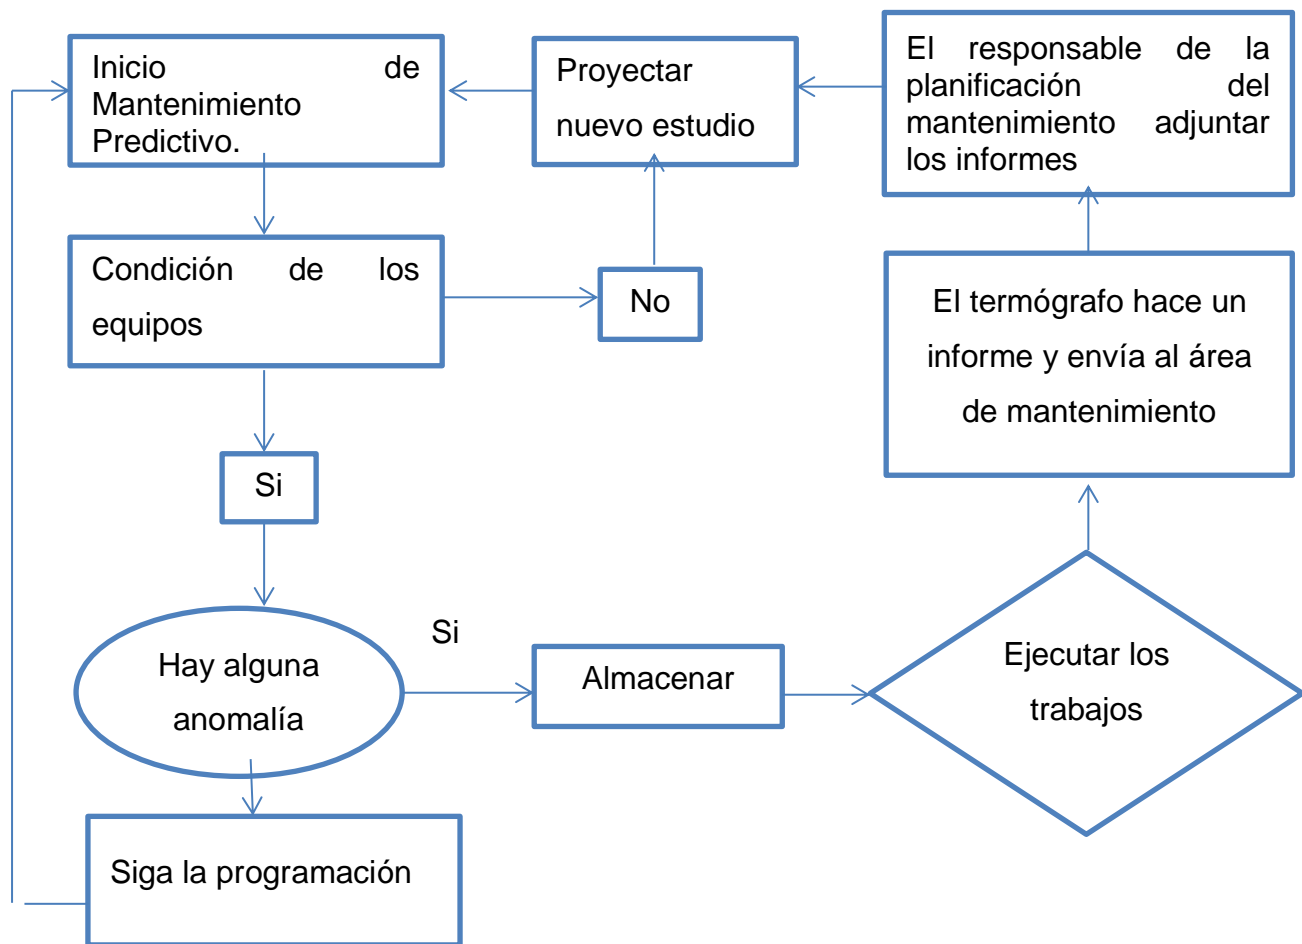 Inicio de
Mantenimiento
Predictivo.
Proyectar
nuevo estudio
El responsable de la
planificación del
mantenimiento adjuntar
los informes
Condición de los
equipos
No
El termógrafo hace un
informe y envía al área
de mantenimiento
Si
Hay alguna
anomalía
Si
Almacenar
Ejecutar los
trabajos
Siga la programación